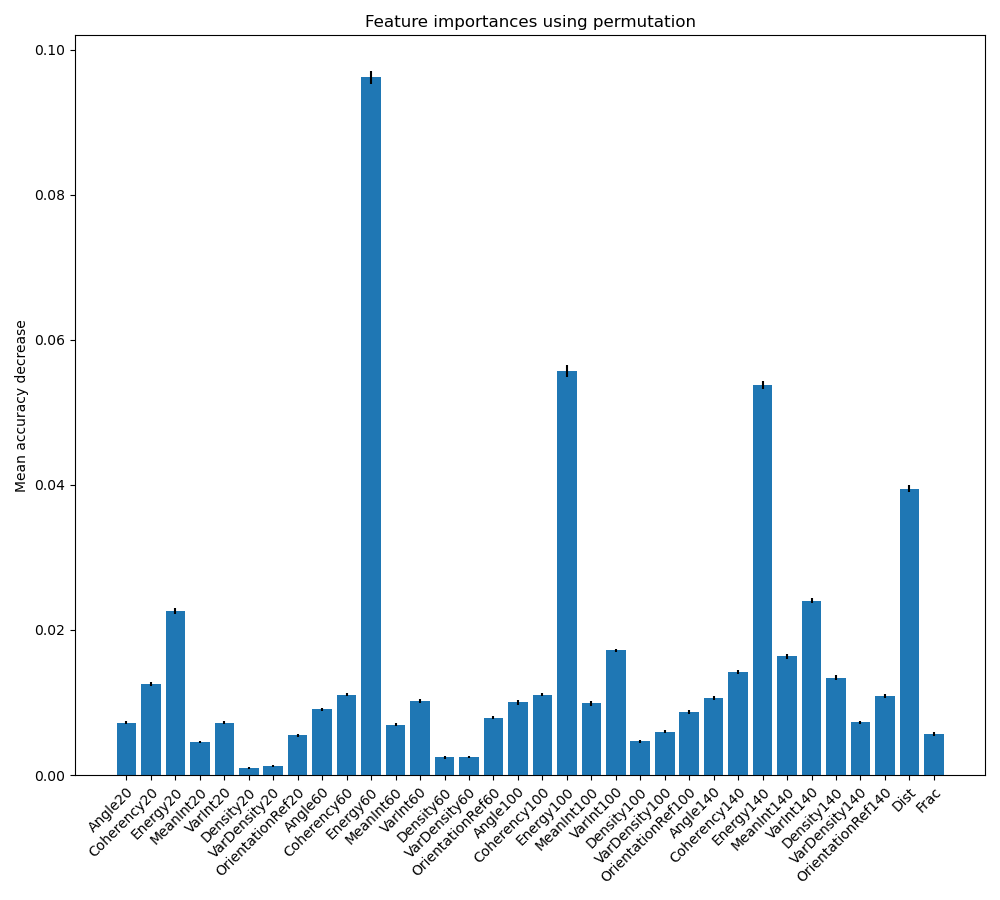 Feature importances using permutation
Mean accuracy decrease
0.10
0.08
0.06
0.04
0.02
0.00
Angle20
Coherency20
Energy20
MeanInt20
VarInt20
Density20
VarDensity20
OrientationRef20
Angle60
Coherency60
Energy60
MeanInt60
VarInt60
Density60
VarDensity60
OrientationRef60
Angle100
Coherency100
Energy100
MeanInt100
VarInt100
Density100
VarDensity100
OrientationRef100
Angle140
Coherency140
Energy140
MeanInt140
VarInt140
Density140
VarDensity140
OrientationRef140
Dist
Frac